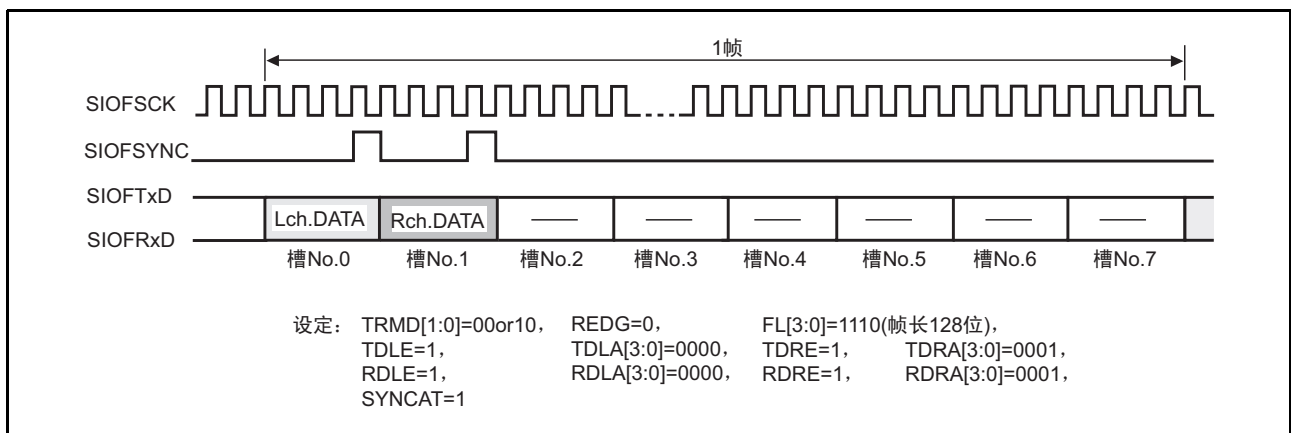 1帧
SIOFSCK
SIOFSYNC
SIOFTxD
Lch.DATA Rch.DATA
SIOFRxD
槽No.0 槽No.1 槽No.2 槽No.3 槽No.4 槽No.5 槽No.6 槽No.7
设定： TRMD[1:0]=00or10， REDG=0， FL[3:0]=1110(帧长128位)，
TDLE=1， TDLA[3:0]=0000， TDRE=1， TDRA[3:0]=0001，
RDLE=1， RDLA[3:0]=0000， RDRE=1， RDRA[3:0]=0001，
SYNCAT=1